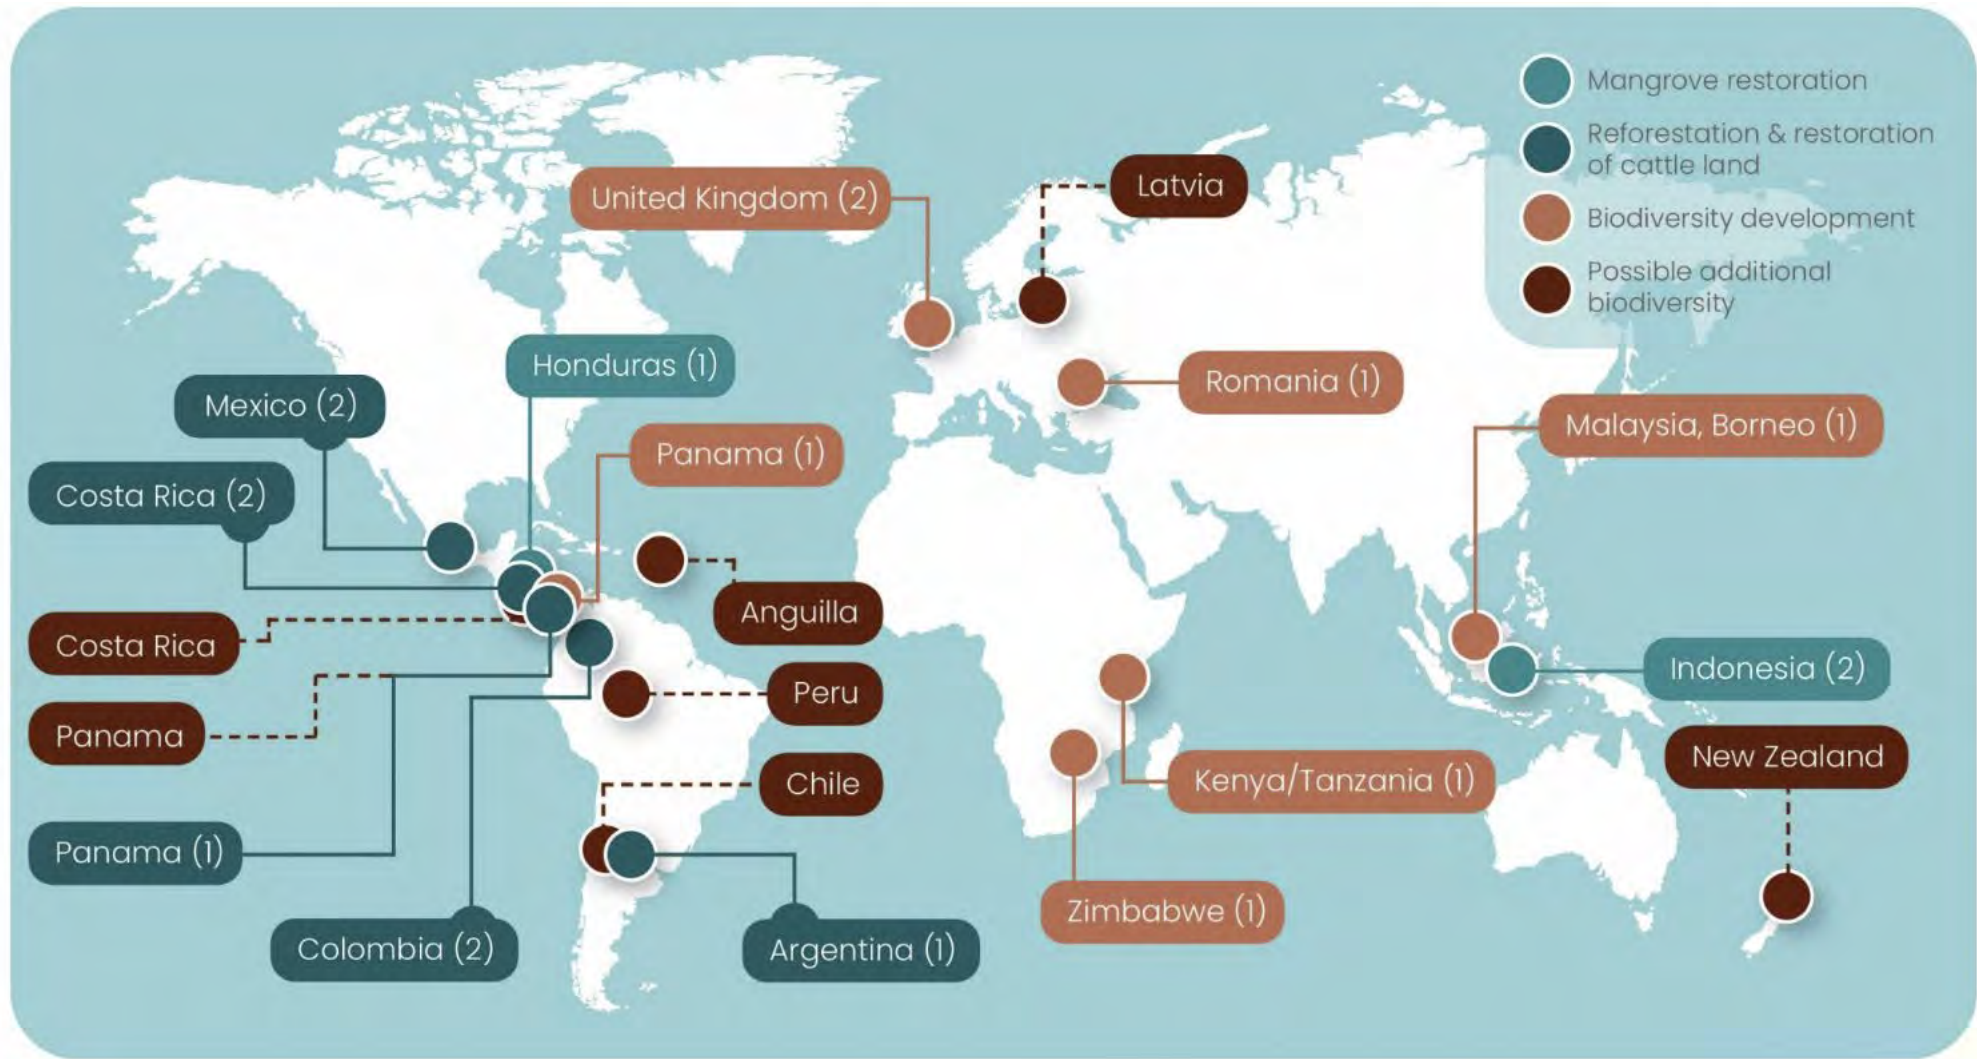 Mangrove restoration
Reforestation & restoration
of cattle land
Biodiversity development
Possible additional
biodiversity
United Kingdom (2)
Latvia
Honduras (1)
Romania (1)
Mexico (2)
Malaysia, Borneo (1)
Panama (1)
Costa Rica (2)
Anguilla
Costa Rica
Indonesia (2)
Peru
Panama
New Zealand
Chile
Kenya/Tanzania (1)
Panama (1)
Zimbabwe (1)
Colombia (2)
Argentina (1)